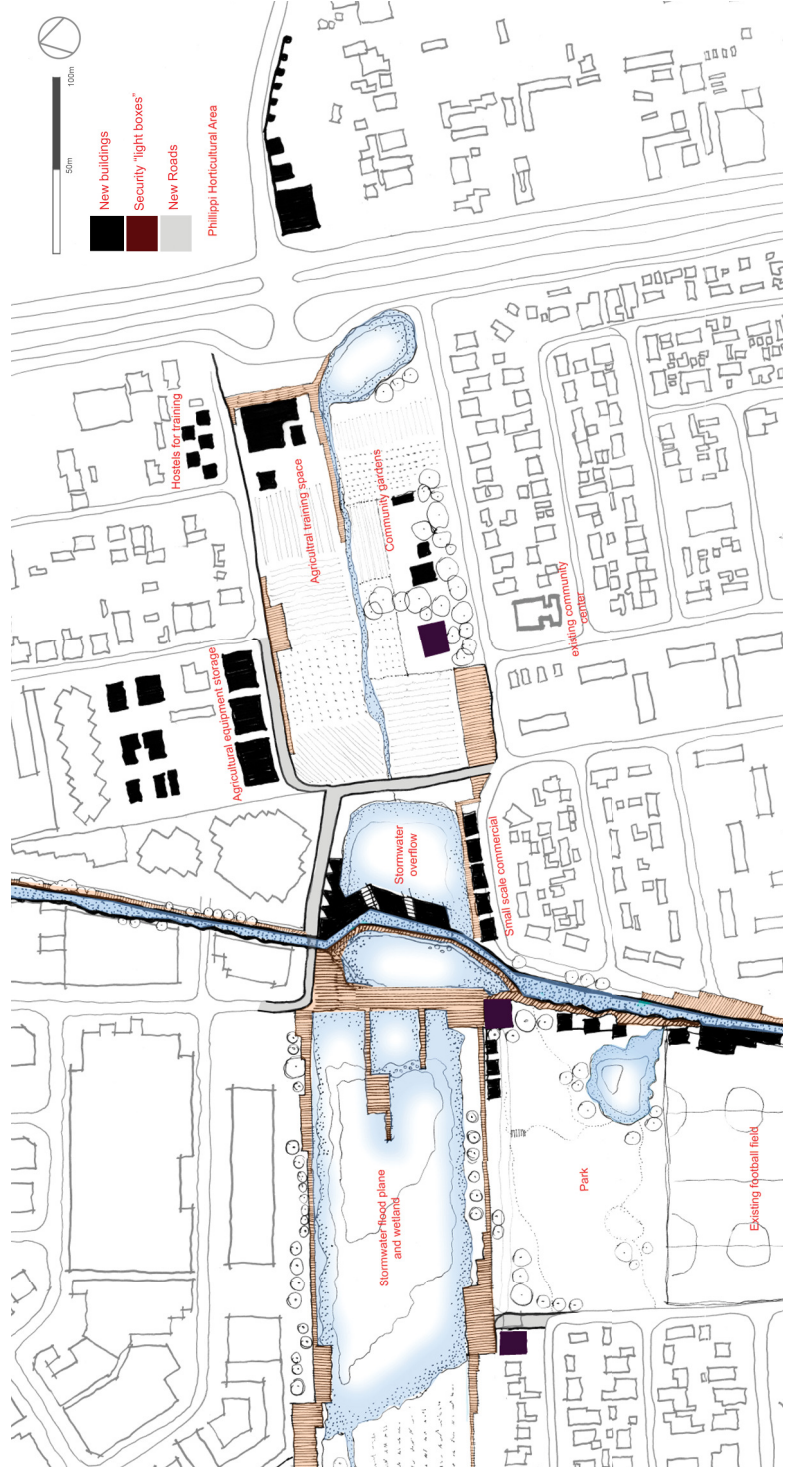 100m
50m
New buildings
Security "light boxes"
New Roads
Phillippi Horticultural Area
Hostels for training
Agricultral training space
Community gardens
existing community
center
Agricultural equipment storage
Stormwater
overflow
Small scale commercial
Stormwater flood plane
and wetland
Park
Existing football field